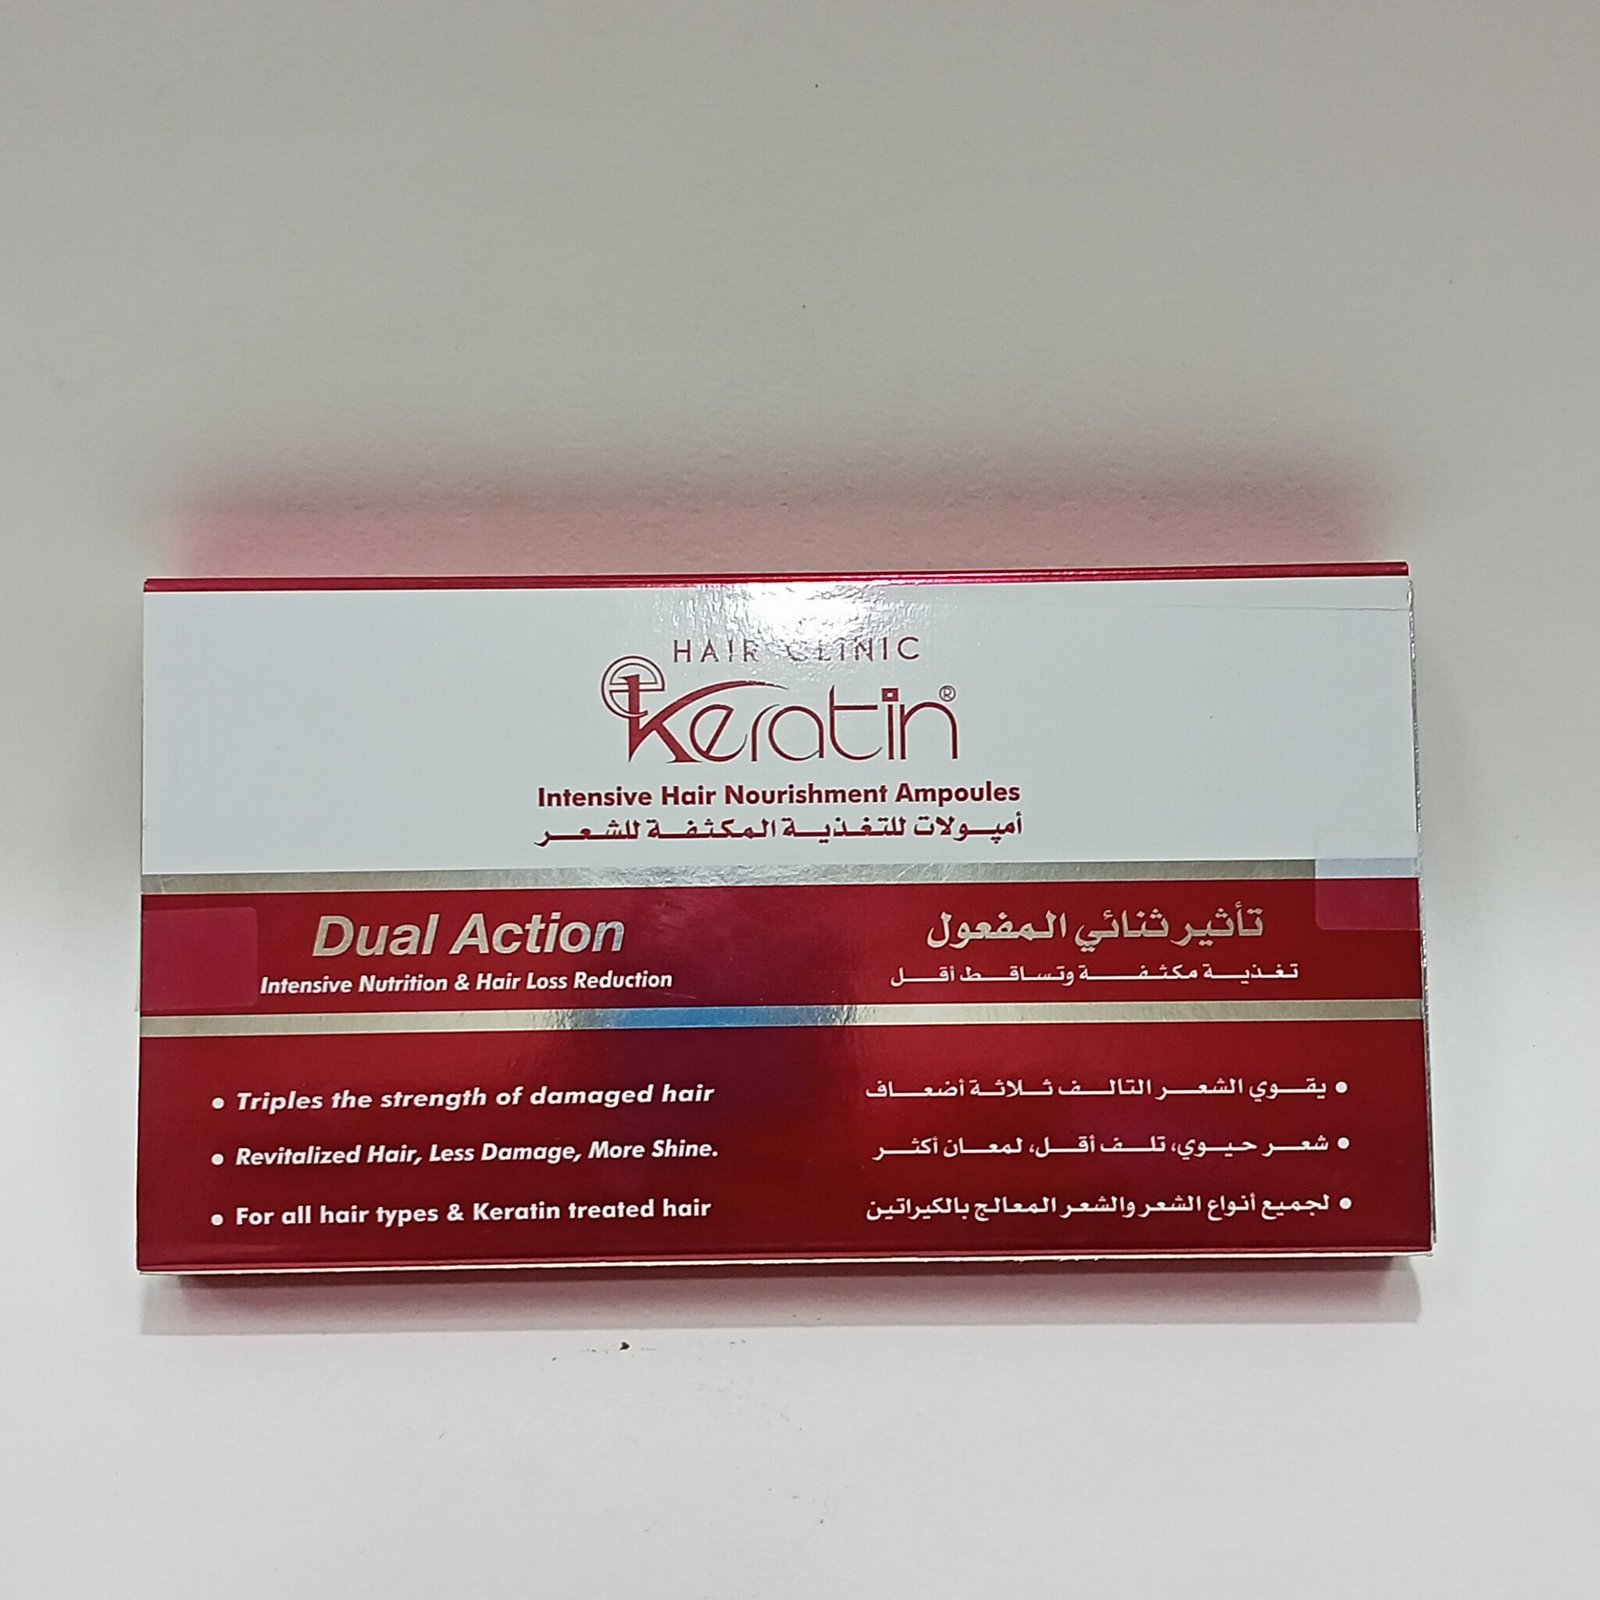 HAIR CLINIC
Keratin®
Intensive Hair Nourishment Ampoules
أمپولات للتغذية المكثفة للشعر
Dual Action
Intensive Nutrition & Hair Loss Reduction
تأثير ثنائي المفعول
تغذية مكثفة وتساقط أقل
• Triples the strength of damaged hair
• Revitalized Hair, Less Damage, More Shine.
• For all hair types & Keratin treated hair
• يقوي الشعر التالف ثلاثة أضعاف
• شعر حيوي، تلف أقل، لمعان أكثر
• لجميع أنواع الشعر والشعر المعالج بالكيراتين